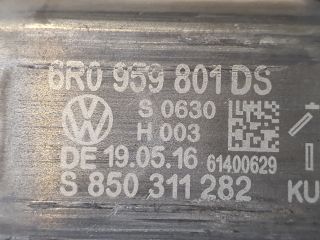 6R0 959 801 DS
S 0630
H 003
DE 19.05.16 61400629
S 850 311 282 KU